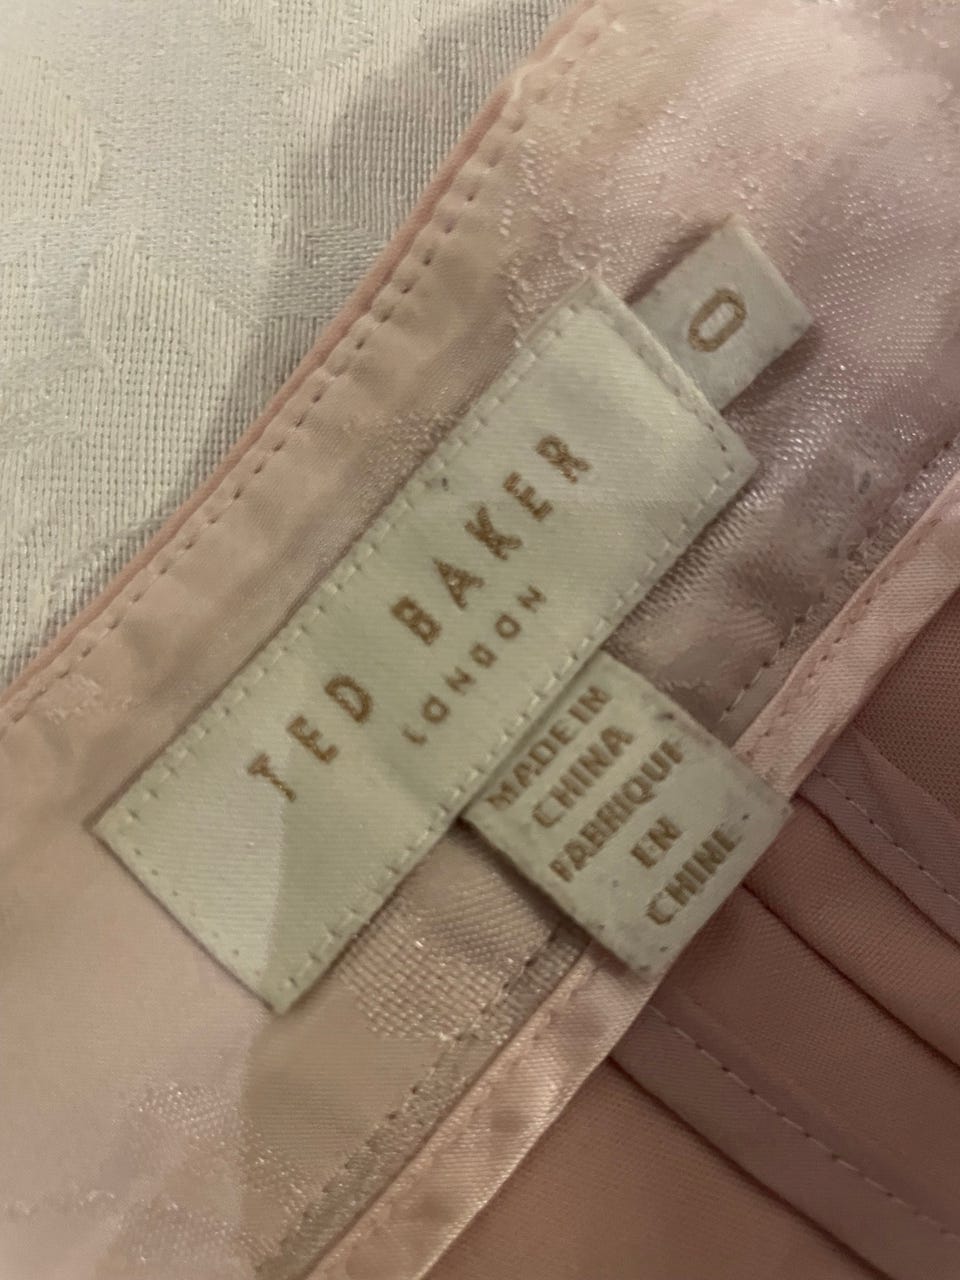 0
TED BAKER
LONDON
MADE IN
CHINA
FABRIQUE
EN
CHINE